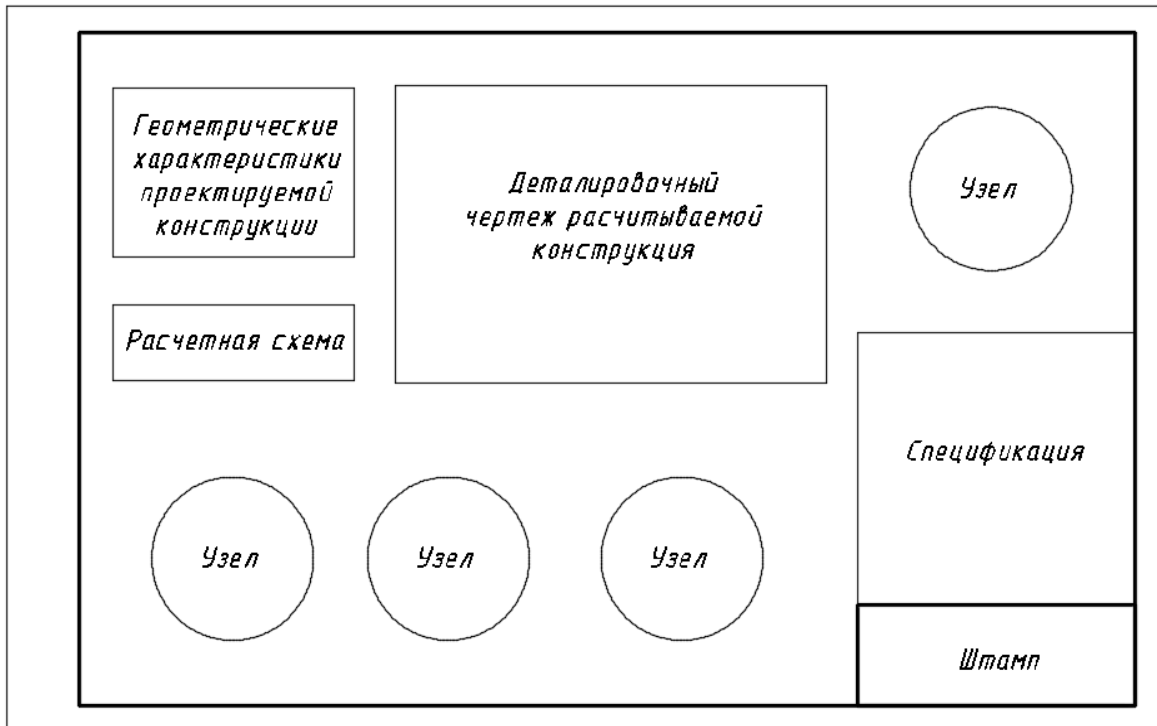 Геометрические
характеристики
проектируемой
конструкции
Деталировочный
чертеж расчитываемой
конструкция
Узел
Расчетная схема
Спецификация
Узел
Узел
Узел
Штамп